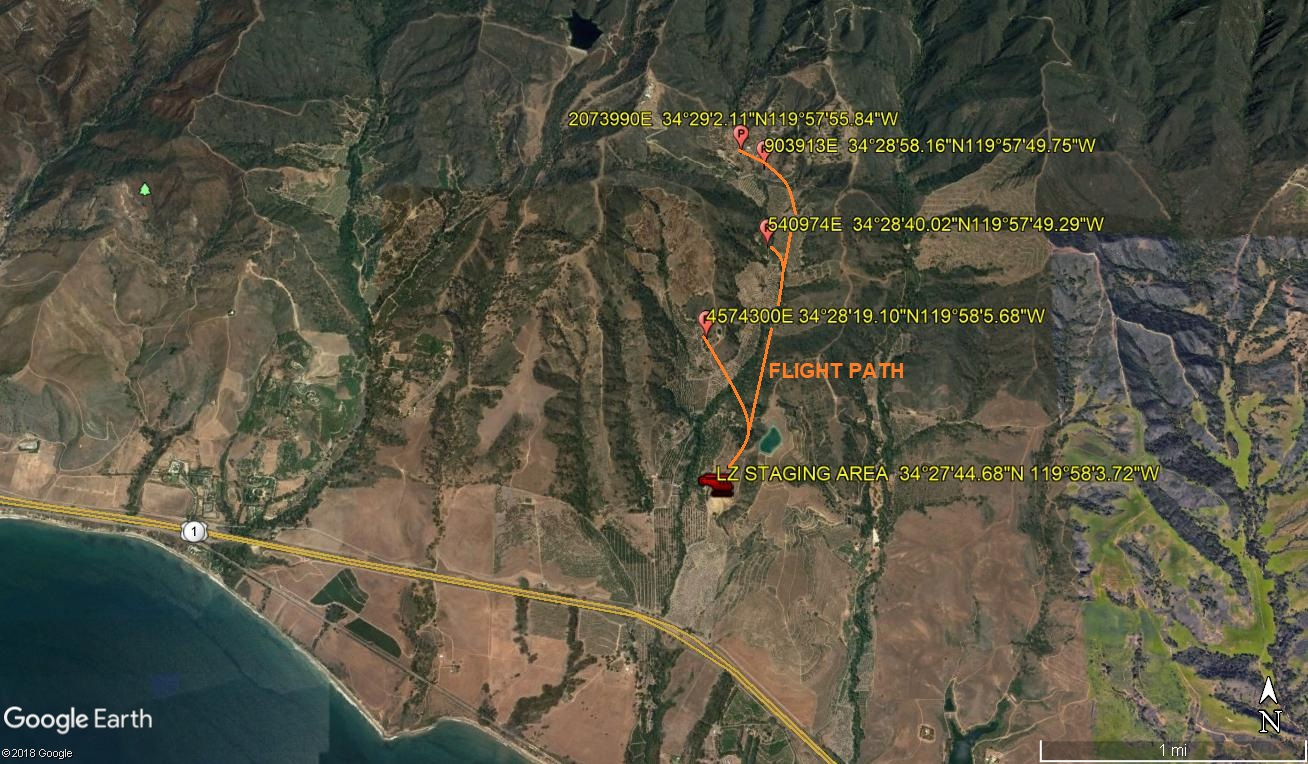 2073990E 34°29'2.11"N119°57'55.84"W
P
903913E 34°28'58.16"N119°57'49.75"W
540974E 34°28'40.02"N119°57'49.29"W
4574300E 34°28'19.10"N119°58'5.68"W
FLIGHT PATH
LZ STAGING AREA 34°27'44.68"N 119°58'3.72"W
1
N
Google Earth
©2018 Google
1 mi